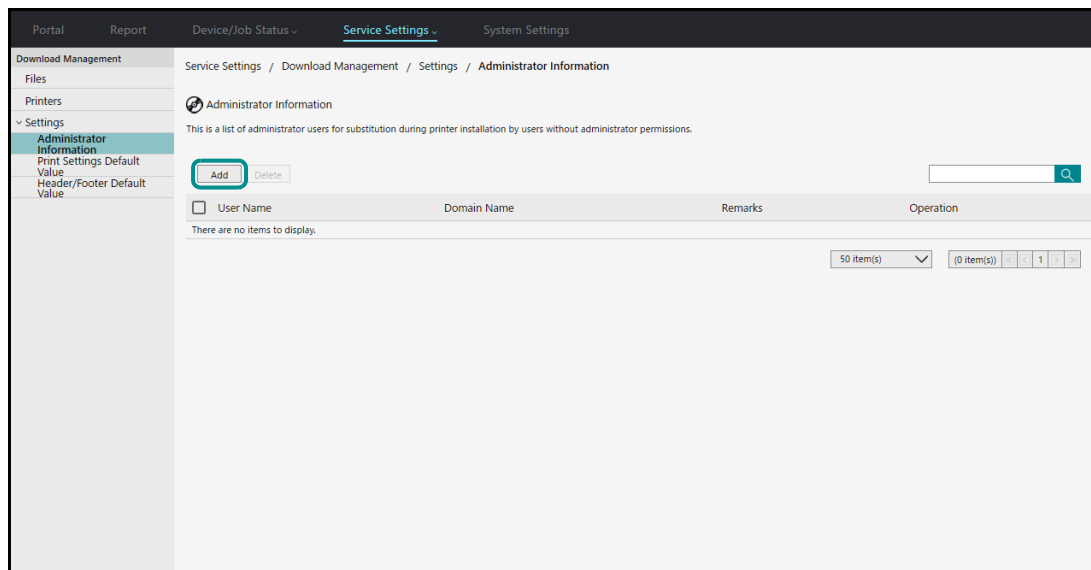 Portal Report Device/Job Status Service Settings System Settings
Download Management
Files
Printers
Settings
Administrator
Information
Print Settings Default
Value
Header/Footer Default
Value
Service Settings / Download Management / Settings / Administrator Information
Administrator Information
This is a list of administrator users for substitution during printer installation by users without administrator permissions.
Add Delete
User Name Domain Name Remarks Operation
There are no items to display.
50 item(s) (0 item(s)) « < 1 > »